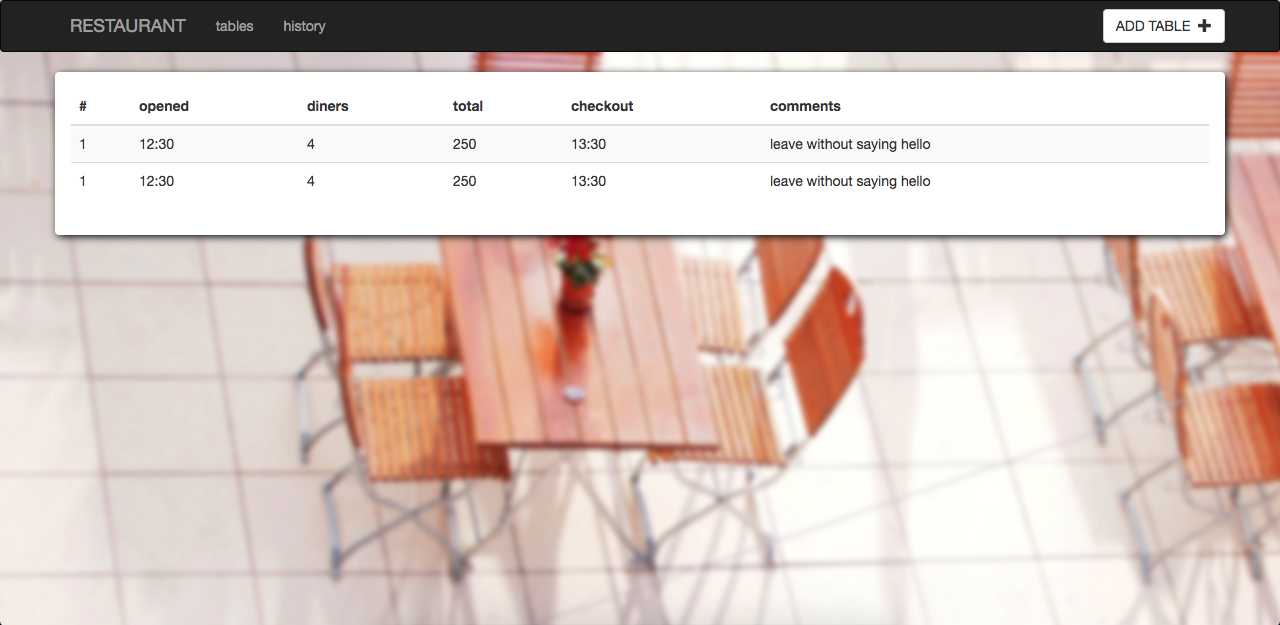 RESTAURANT tables history ADD TABLE
# opened diners total checkout comments
1 12:30 4 250 13:30 leave without saying hello
1 12:30 4 250 13:30 leave without saying hello